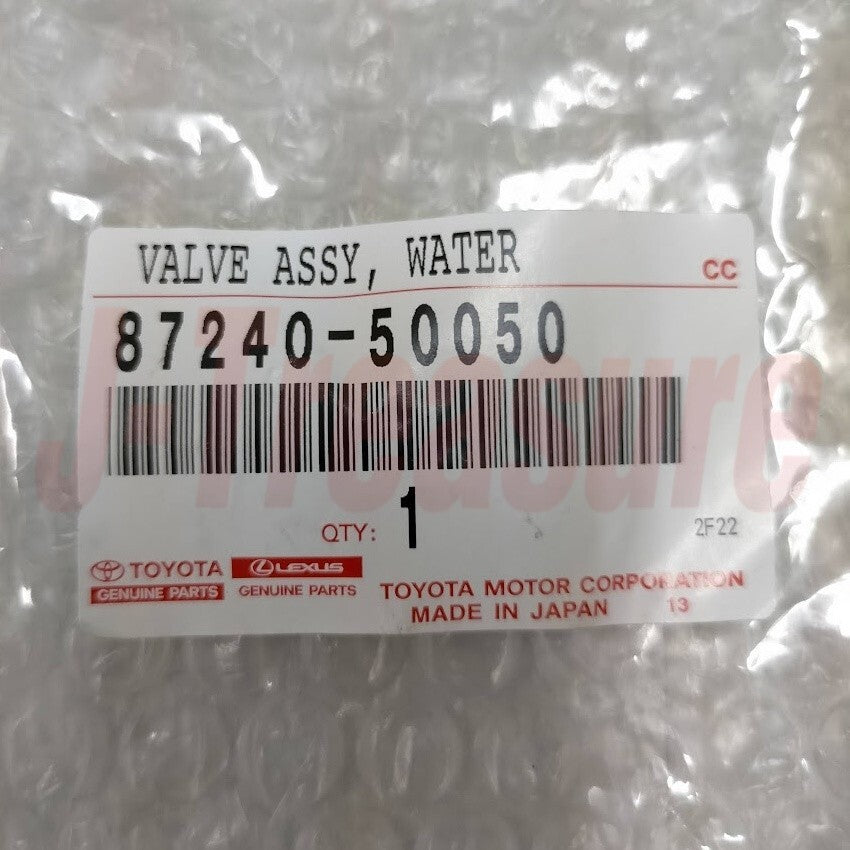 VALVE ASSY, WATER
CC
87240-50050
QTY: 1
2F22
TOYOTA
GENUINE PARTS
LEXUS
GENUINE PARTS
TOYOTA MOTOR CORPORATION
MADE IN JAPAN 13
J-Treasure